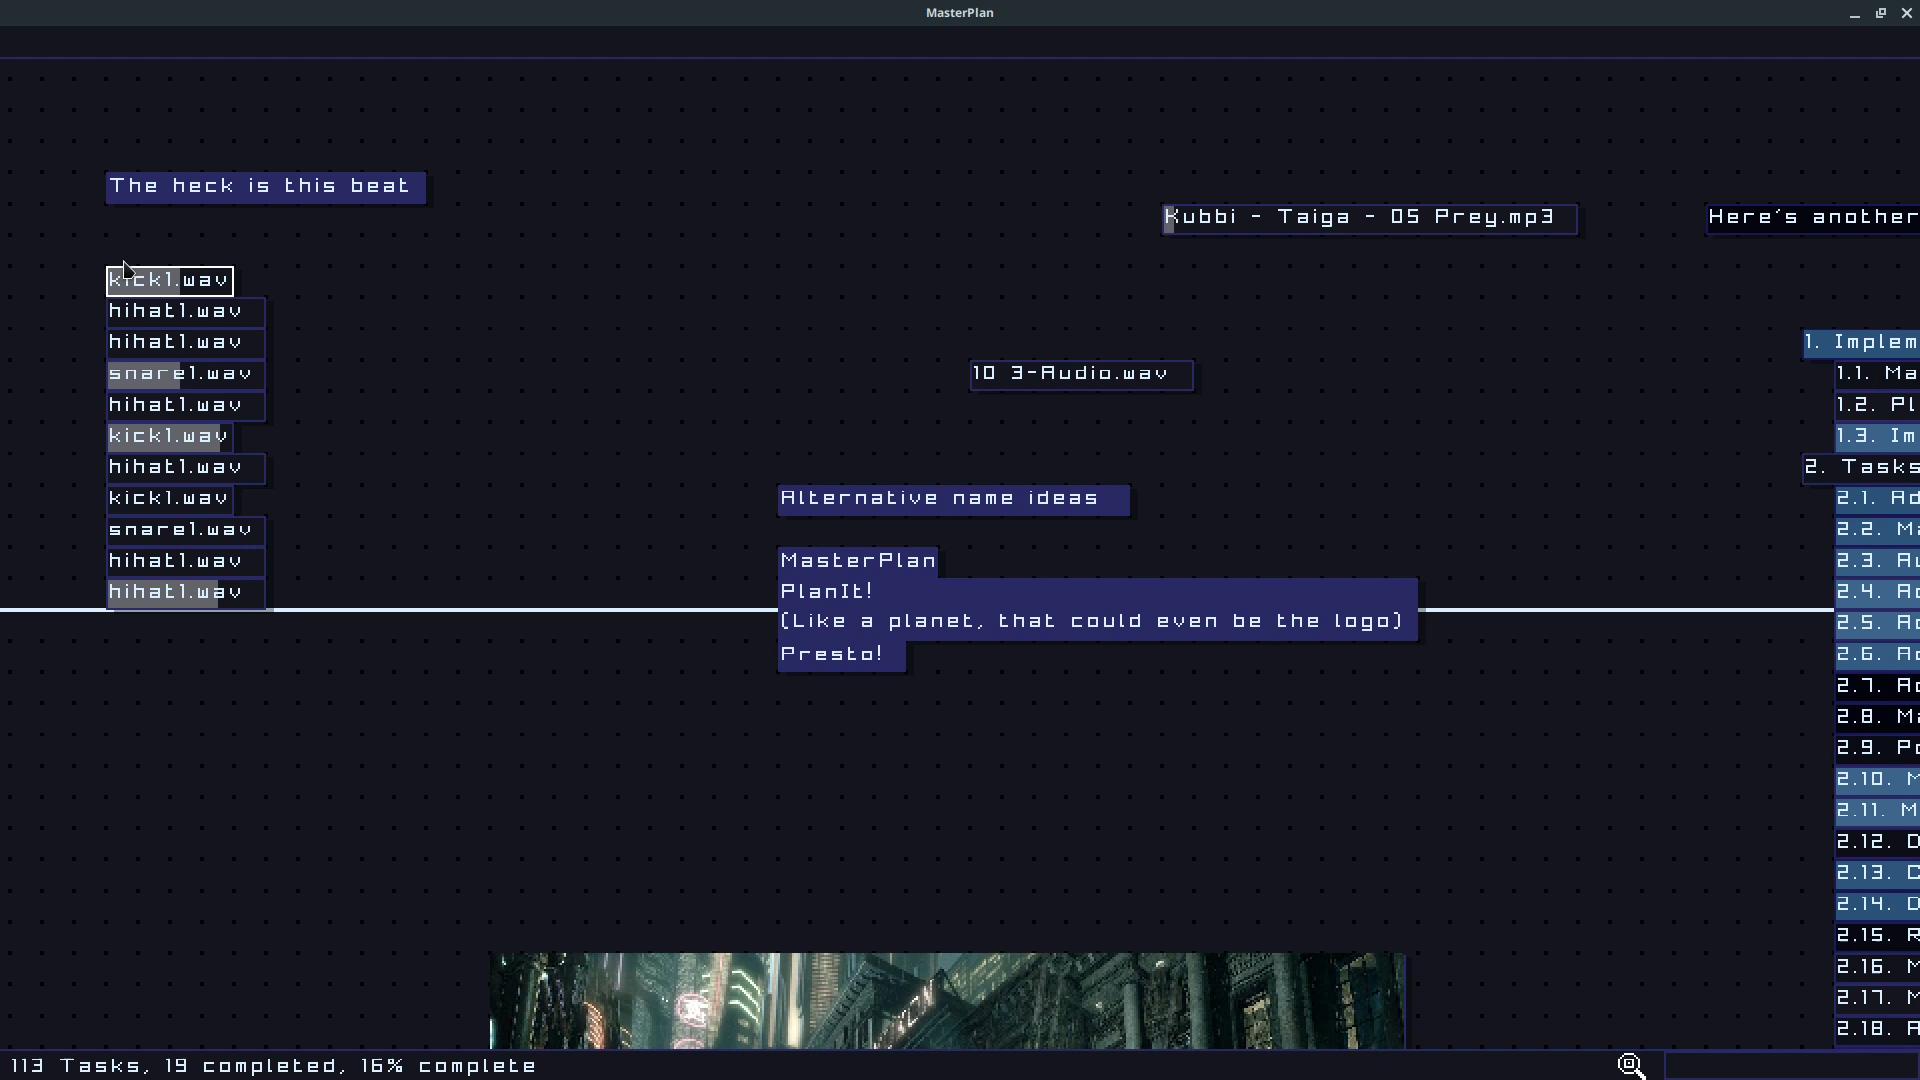 MasterPlan
The heck is this beat
Kubbi - Taiga - 05 Prey.mp3
Here's another
kick1.wav
hihat1.wav
hihat1.wav
snare1.wav
hihat1.wav
kick1.wav
hihat1.wav
kick1.wav
snare1.wav
hihat1.wav
hihat1.wav
10 3-Audio.wav
Alternative name ideas
MasterPlan
PlanIt!
(Like a planet, that could even be the logo)
Presto!
1. Implem
1.1. Ma
1.2. Pl
1.3. Im
2. Tasks
2.1. Ad
2.2. Ma
2.3. Au
2.4. Ad
2.5. Ad
2.6. Ad
2.7. Ad
2.8. Ma
2.9. Po
2.10. M
2.11. M
2.12. D
2.13. C
2.14. D
2.15. R
2.16. M
2.17. M
2.18. A
113 Tasks, 19 completed, 16% complete